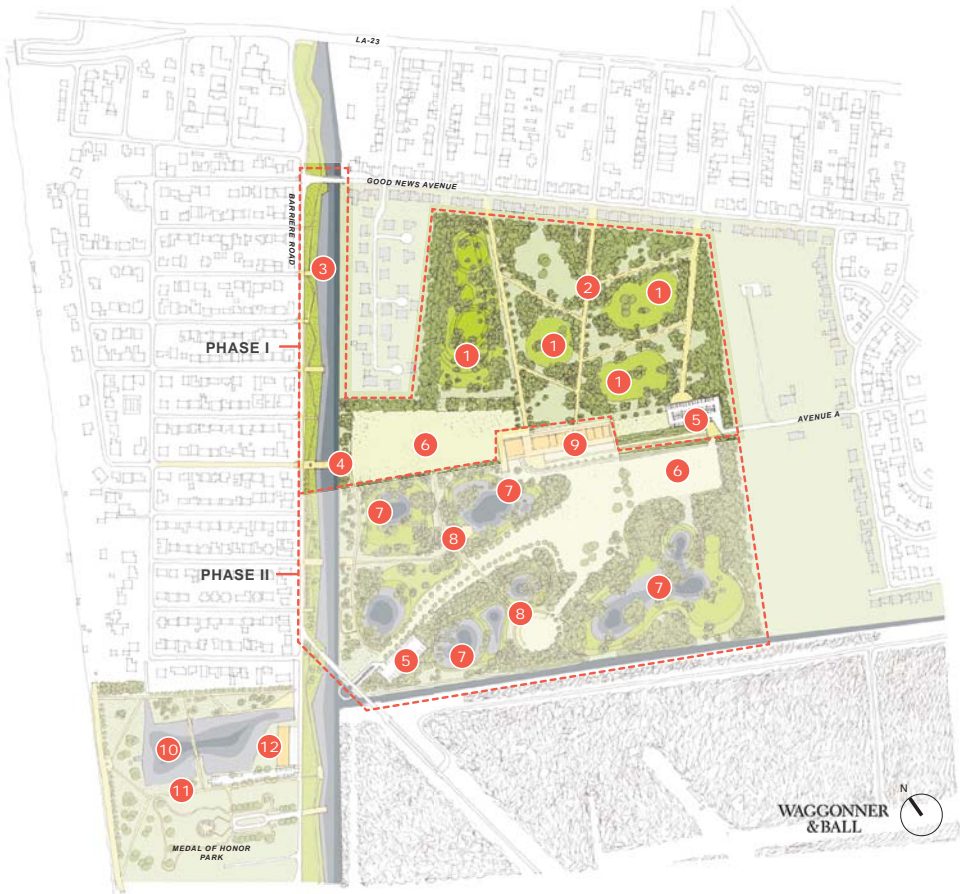 LA-23
GOOD NEWS AVENUE
BARRIERE ROAD
3
2
1
PHASE I
1
1
1
5
AVENUE A
6
9
4
6
7
7
8
PHASE II
7
8
5
7
10
12
11
N
WAGGONNER
& BALL
MEDAL OF HONOR
PARK